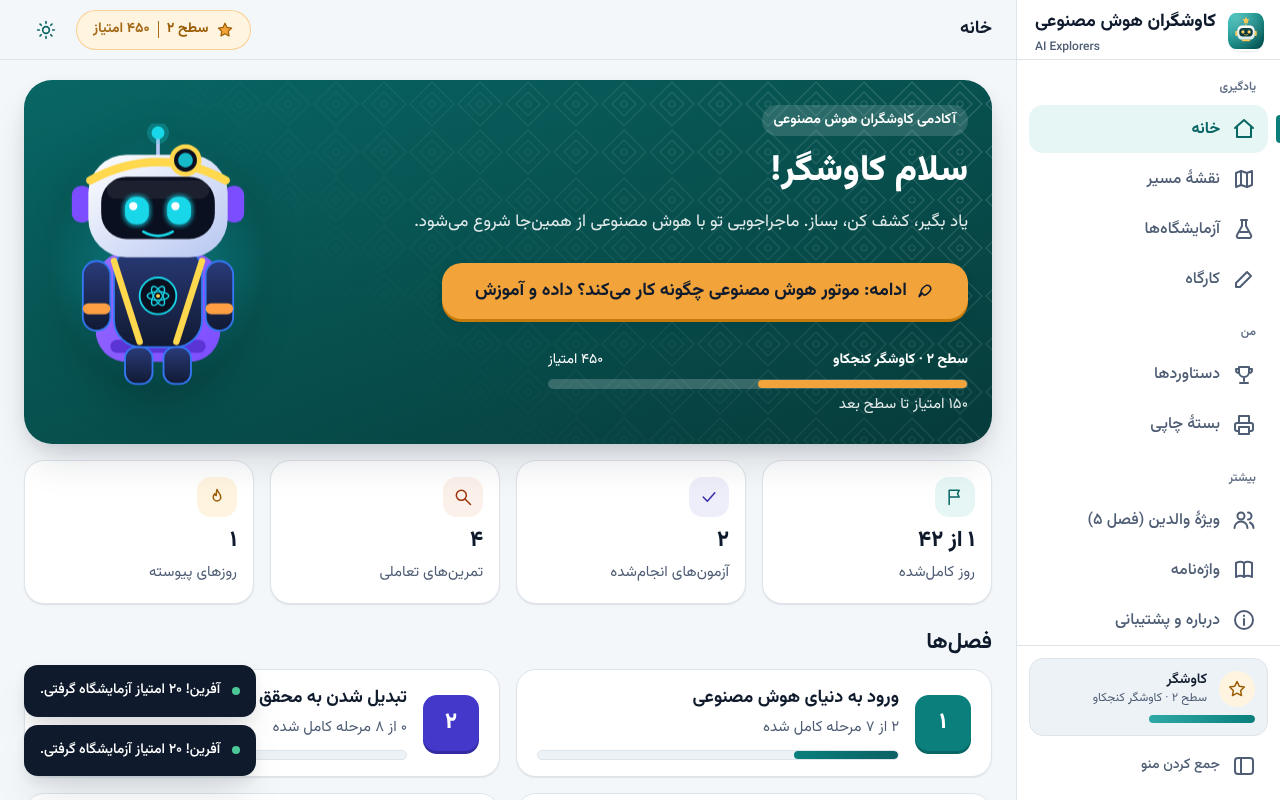 کاوشگران هوش مصنوعی
AI Explorers
یادگیری
خانه
نقشهٔ مسیر
آزمایشگاه‌ها
کارگاه
من
دستاوردها
بستهٔ چاپی
بیشتر
ویژهٔ والدین (فصل ۵)
واژه‌نامه
درباره و پشتیبانی
کاوشگر
سطح ۲ · کاوشگر کنجکاو
جمع کردن منو
خانه
سطح ۲ | ۴۵۰ امتیاز
آکادمی کاوشگران هوش مصنوعی
سلام کاوشگر!
یاد بگیر، کشف کن، بساز. ماجراجویی تو با هوش مصنوعی از همین‌جا شروع می‌شود.
ادامه: موتور هوش مصنوعی چگونه کار می‌کند؟ داده و آموزش
سطح ۲ · کاوشگر کنجکاو
۴۵۰ امتیاز
۱۵۰ امتیاز تا سطح بعد
۱ از ۴۲
روز کامل‌شده
۲
آزمون‌های انجام‌شده
۴
تمرین‌های تعاملی
۱
روزهای پیوسته
فصل‌ها
۱
ورود به دنیای هوش مصنوعی
۲ از ۷ مرحله کامل شده
۲
تبدیل شدن به محقق
۰ از ۸ مرحله کامل شده
آفرین! ۲۰ امتیاز آزمایشگاه گرفتی.
آفرین! ۲۰ امتیاز آزمایشگاه گرفتی.